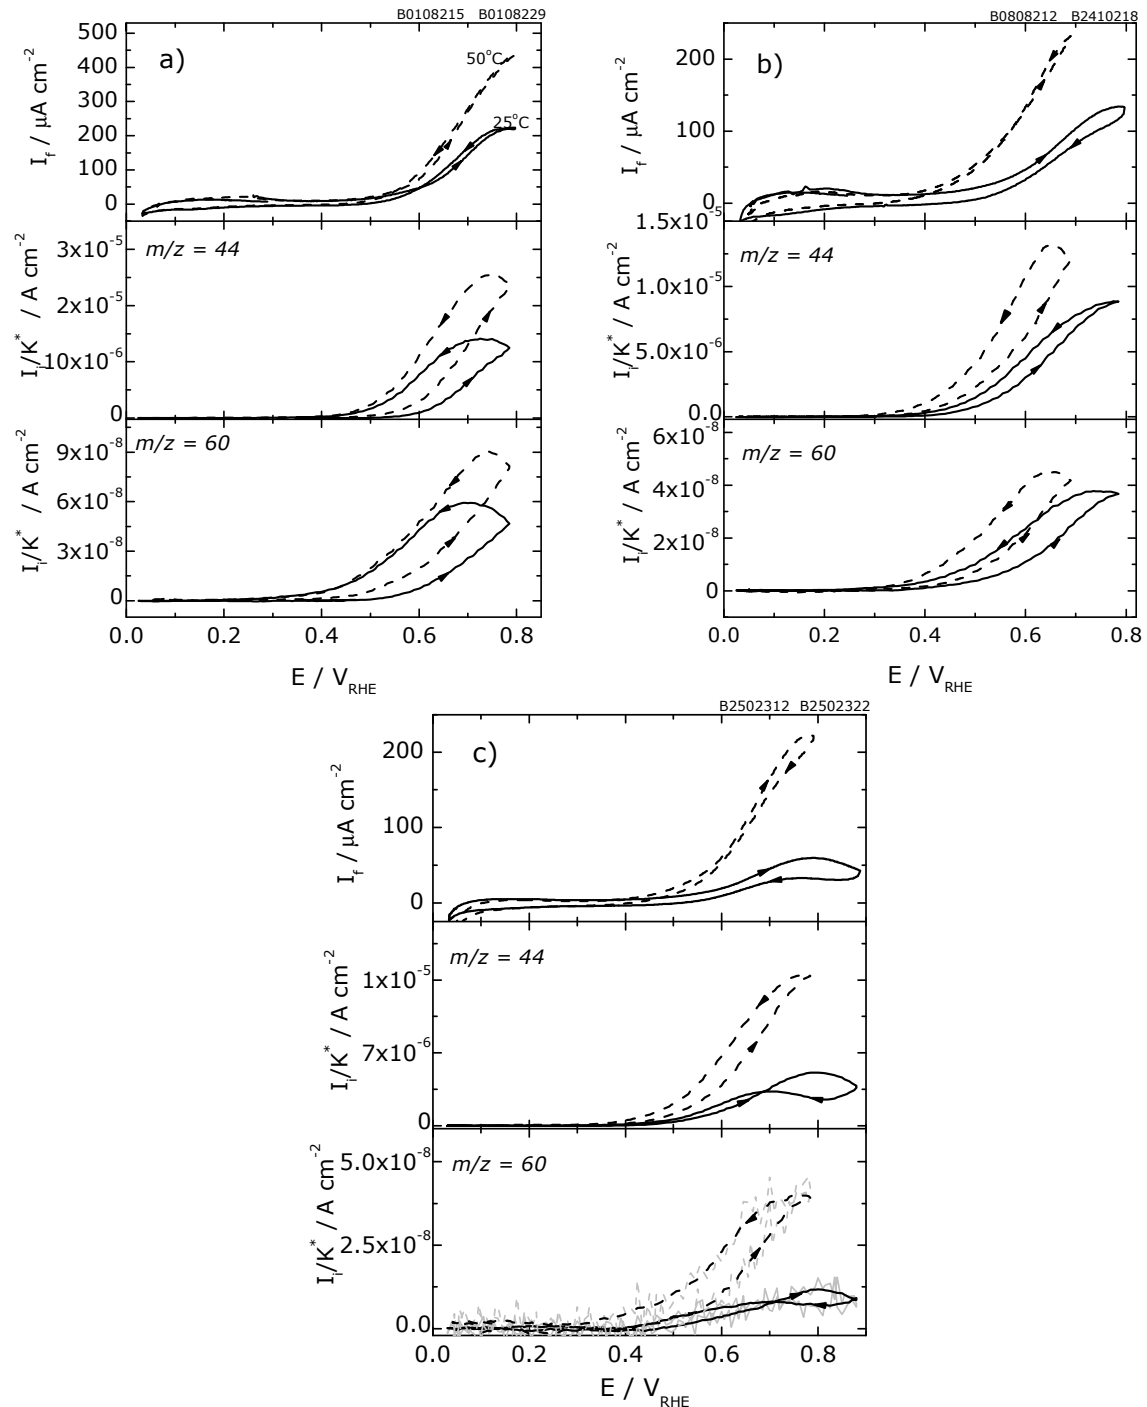 B0108215 B0108229
a)
500
400
300
200
100
0
I_f / μA cm⁻²
50°C
25°C
m/z = 44
3x10⁻⁵
2x10⁻⁵
10x10⁻⁶
0
I_i/K* / A cm⁻²
m/z = 60
9x10⁻⁸
6x10⁻⁸
3x10⁻⁸
0
I_i/K* / A cm⁻²
0.0 0.2 0.4 0.6 0.8
E / V_RHE
B0808212 B2410218
b)
200
100
0
I_f / μA cm⁻²
1.5x10⁻⁵
m/z = 44
1.0x10⁻⁵
5.0x10⁻⁶
0.0
I_i/K* / A cm⁻²
m/z = 60
6x10⁻⁸
4x10⁻⁸
2x10⁻⁸
0
I_i/K* / A cm⁻²
0.0 0.2 0.4 0.6 0.8
E / V_RHE
B2502312 B2502322
c)
200
100
0
I_f / μA cm⁻²
m/z = 44
1x10⁻⁵
7x10⁻⁶
0
I_i/K* / A cm⁻²
m/z = 60
5.0x10⁻⁸
2.5x10⁻⁸
0.0
I_i/K* / A cm⁻²
0.0 0.2 0.4 0.6 0.8
E / V_RHE